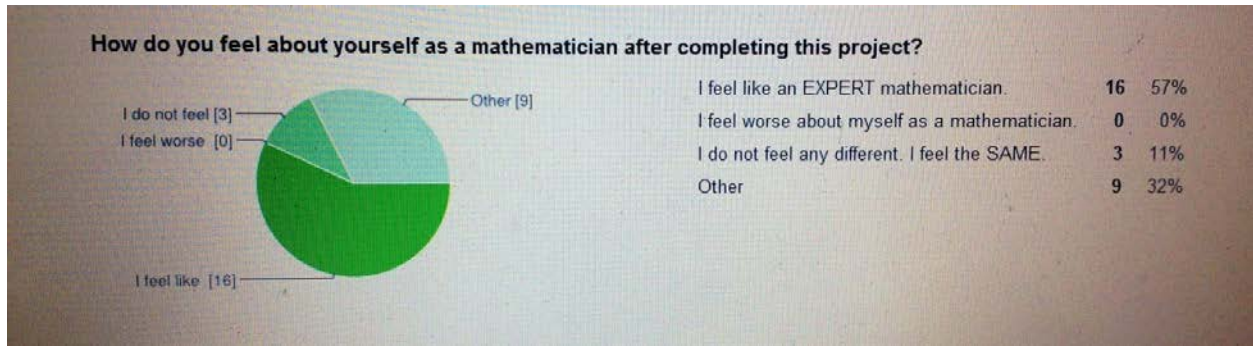 How do you feel about yourself as a mathematician after completing this project?
I do not feel [3]
I feel worse [0]
Other [9]
I feel like [16]
I feel like an EXPERT mathematician. 16 57%
I feel worse about myself as a mathematician. 0 0%
I do not feel any different. I feel the SAME. 3 11%
Other 9 32%